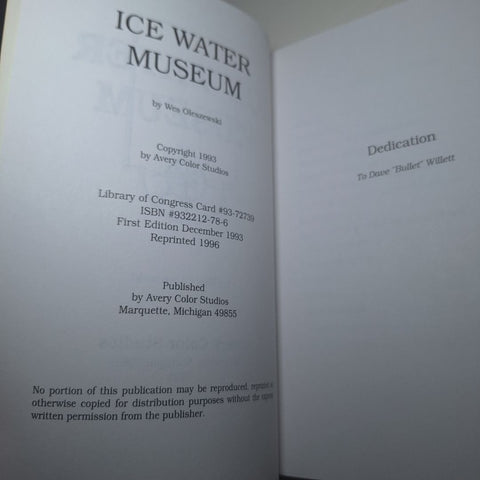 ICE WATER
MUSEUM
by Wes Oleszewski
Copyright 1993
by Avery Color Studios
Library of Congress Card #93-72739
ISBN #932212-78-6
First Edition December 1993
Reprinted 1996
Published
by Avery Color Studios
Marquette, Michigan 49855
No portion of this publication may be reproduced, reprinted or
otherwise copied for distribution purposes without the express
written permission from the publisher.
Dedication
To Dave "Bullet" Willett